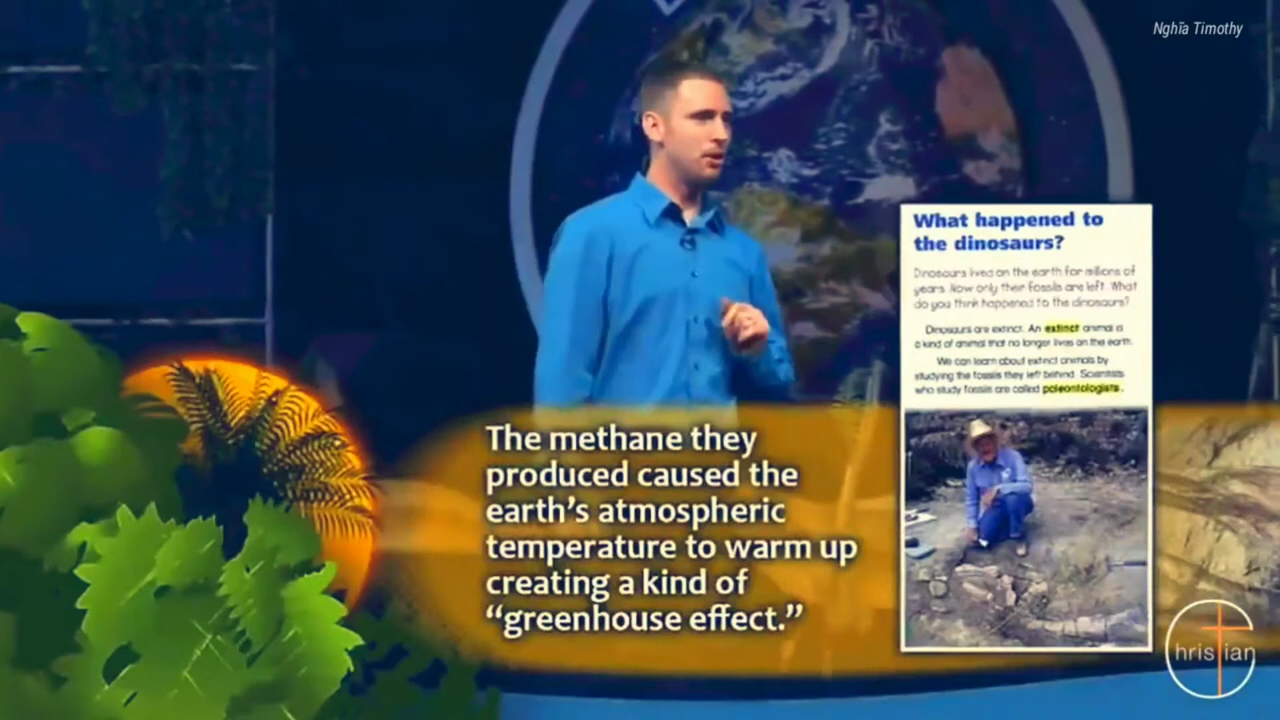 Nghĩa Timothy
What happened to
the dinosaurs?
Dinosaurs lived on the earth for millions of
years. Now only their fossils are left. What
do you think happened to the dinosaurs?
Dinosaurs are extinct. An extinct animal is
a kind of animal that no longer lives on the earth.
We can learn about extinct animals by
studying the fossils they left behind. Scientists
who study fossils are called paleontologists.
The methane they
produced caused the
earth's atmospheric
temperature to warm up
creating a kind of
“greenhouse effect.”
hristian